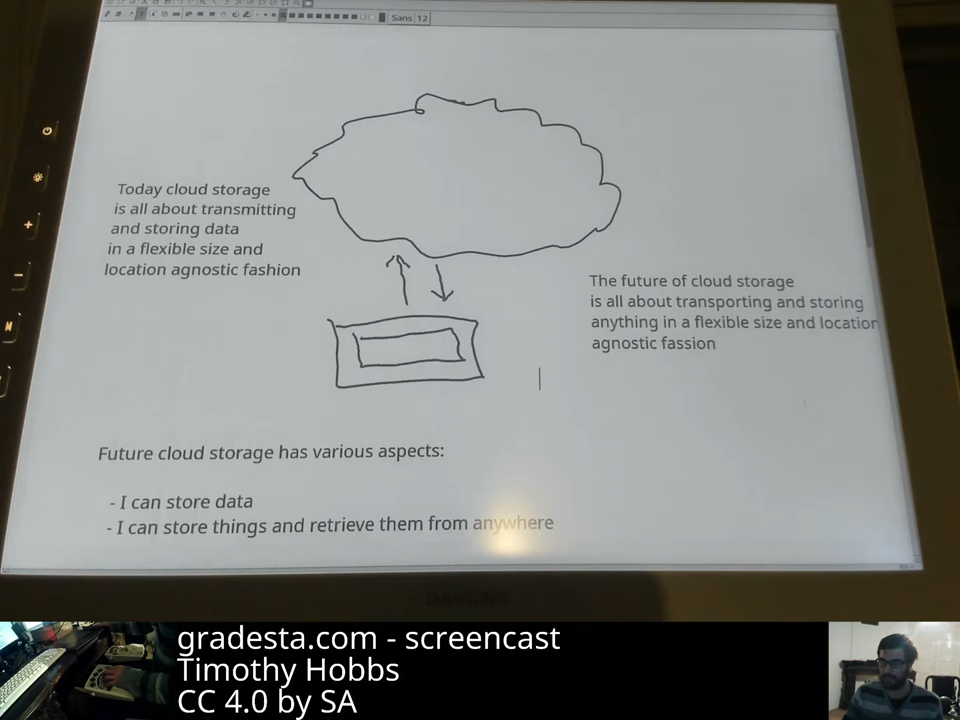 Sans 12
Today cloud storage
is all about transmitting
and storing data
in a flexible size and
location agnostic fashion
The future of cloud storage
is all about transporting and storing
anything in a flexible size and location
agnostic fassion
Future cloud storage has various aspects:
- I can store data
- I can store things and retrieve them from anywhere
gradesta.com - screencast
Timothy Hobbs
CC 4.0 by SA